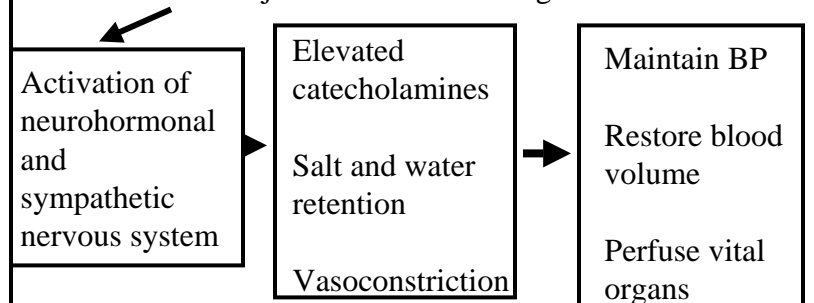 Activation of
neurohormonal
and
sympathetic
nervous system
Elevated
catecholamines
Salt and water
retention
Vasoconstriction
Maintain BP
Restore blood
volume
Perfuse vital
organs